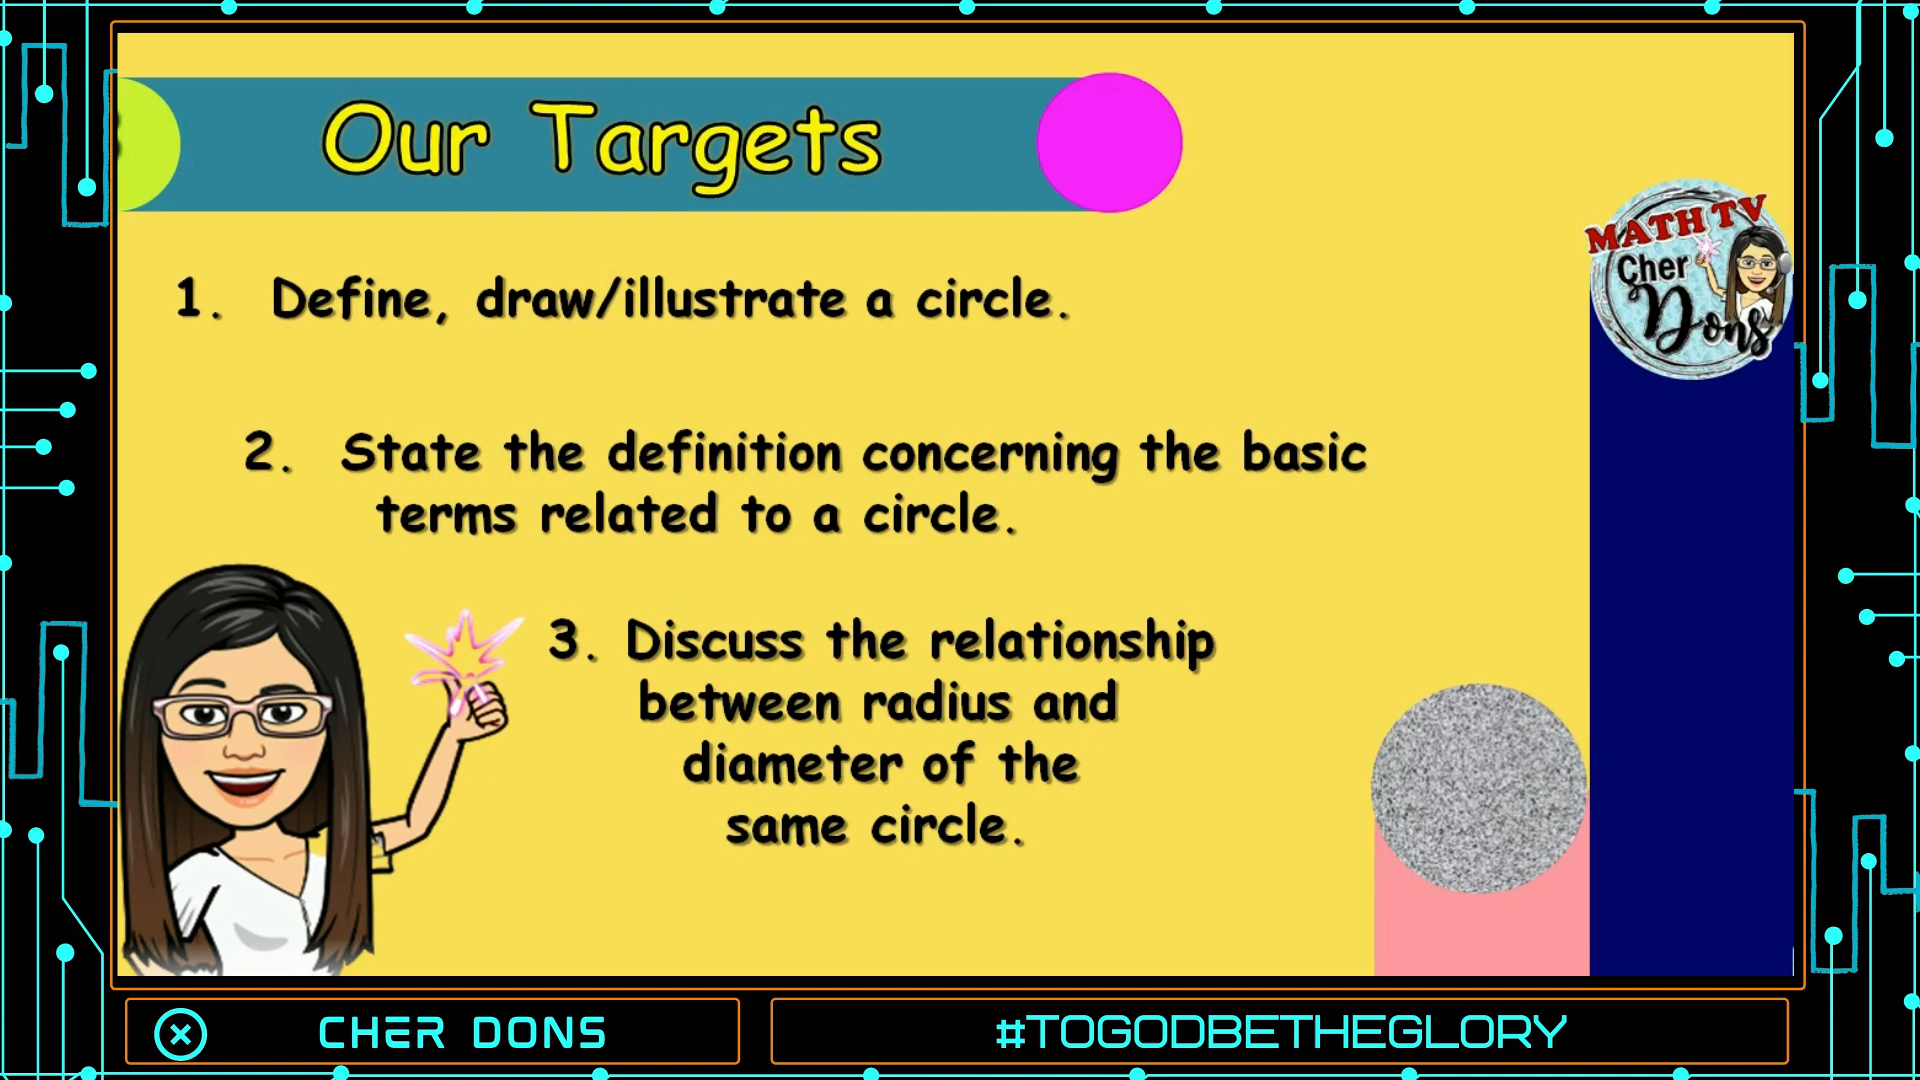 Our Targets
MATH TV
Cher
Dons
1. Define, draw/illustrate a circle.
2. State the definition concerning the basic
terms related to a circle.
3. Discuss the relationship
between radius and
diameter of the
same circle.
CHER DONS
#TOGODBETHEGLORY